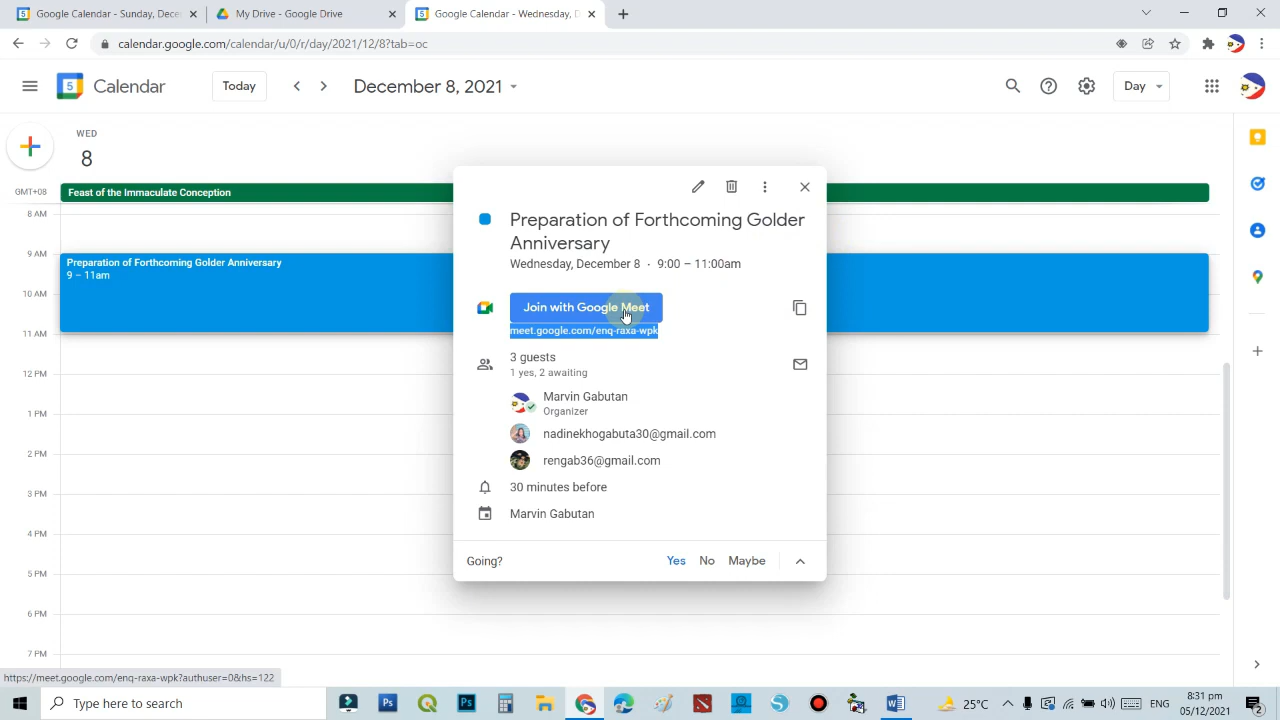 Google Calendar - Sunday, Dece
My Drive - Google Drive
Google Calendar - Wednesday, D
calendar.google.com/calendar/u/0/r/day/2021/12/8?tab=oc
5
Calendar
Today
December 8, 2021
Day
WED
8
GMT+08
Feast of the Immaculate Conception
8 AM
9 AM
10 AM
11 AM
12 PM
1 PM
2 PM
3 PM
4 PM
5 PM
6 PM
7 PM
Preparation of Forthcoming Golder Anniversary
9 – 11am
Preparation of Forthcoming Golder
Anniversary
Wednesday, December 8 · 9:00 – 11:00am
Join with Google Meet
meet.google.com/enq-raxa-wpk
3 guests
1 yes, 2 awaiting
Marvin Gabutan
Organizer
nadinekhogabuta30@gmail.com
rengab36@gmail.com
30 minutes before
Marvin Gabutan
Going?
Yes
No
Maybe
https://meet.google.com/enq-raxa-wpk?authuser=0&hs=122
Type here to search
Ps
Ps
25°C
ENG
8:31 pm
05/12/2021
2